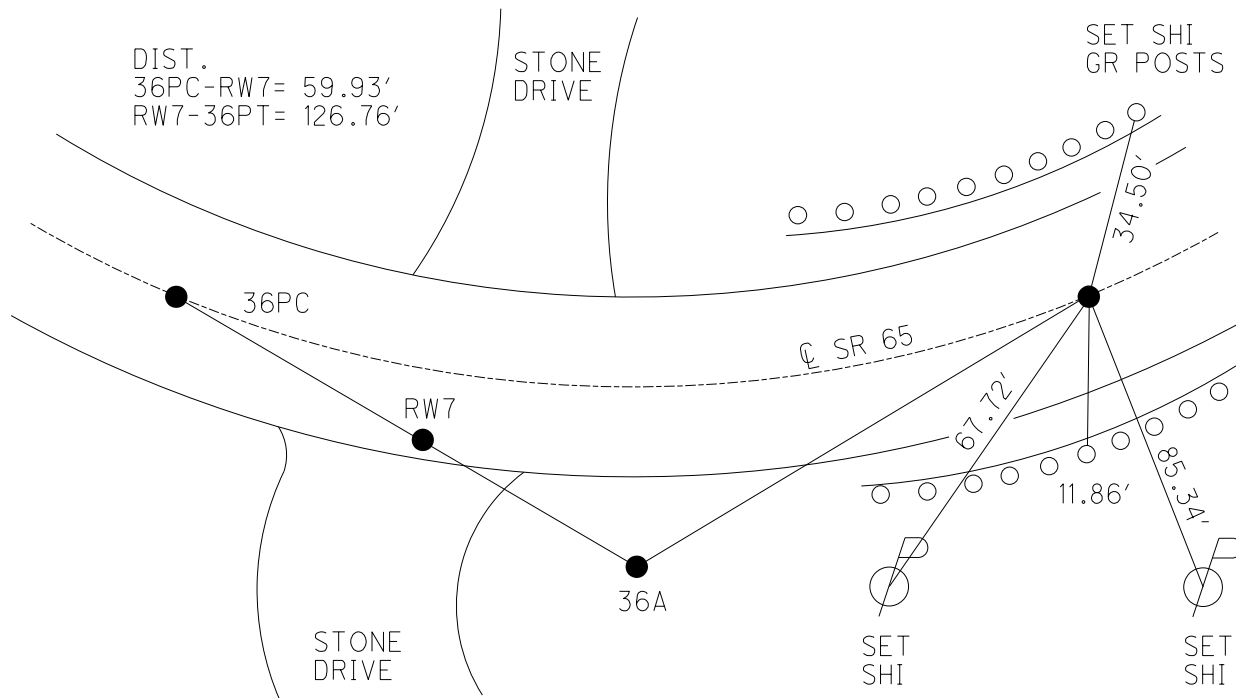 DIST.
36PC-RW7= 59.93′
RW7-36PT= 126.76′
STONE
DRIVE
SET SHI
GR POSTS
34.50′
36PC
℄ SR 65
RW7
67.72′
85.34′
11.86′
36A
STONE
DRIVE
P
SET
SHI
P
SET
SHI